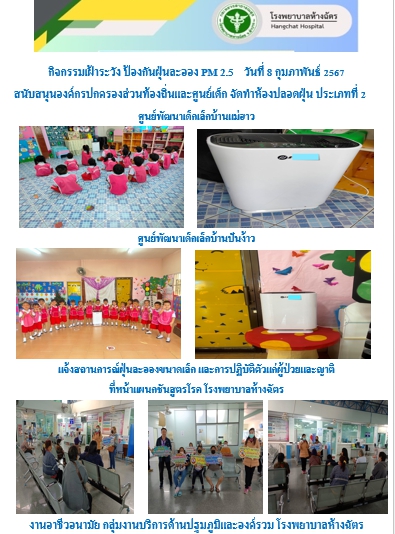 โรงพยาบาลห้างฉัตร
Hangchat Hospital
กิจกรรมเฝ้าระวัง ป้องกันฝุ่นละออง PM 2.5 วันที่ 8 กุมภาพันธ์ 2567
สนับสนุนองค์กรปกครองส่วนท้องถิ่นและศูนย์เด็ก จัดทำห้องปลอดฝุ่น ประเภทที่ 2
ศูนย์พัฒนาเด็กเล็กบ้านแม่ฮาว
ศูนย์พัฒนาเด็กเล็กบ้านปันง้าว
แจ้งสถานการณ์ฝุ่นละอองขนาดเล็ก และการปฏิบัติตัวแก่ผู้ป่วยและญาติ
ที่หน้าแผนกชันสูตรโรค โรงพยาบาลห้างฉัตร
งานอาชีวอนามัย กลุ่มงานบริการด้านปฐมภูมิและองค์รวม โรงพยาบาลห้างฉัตร